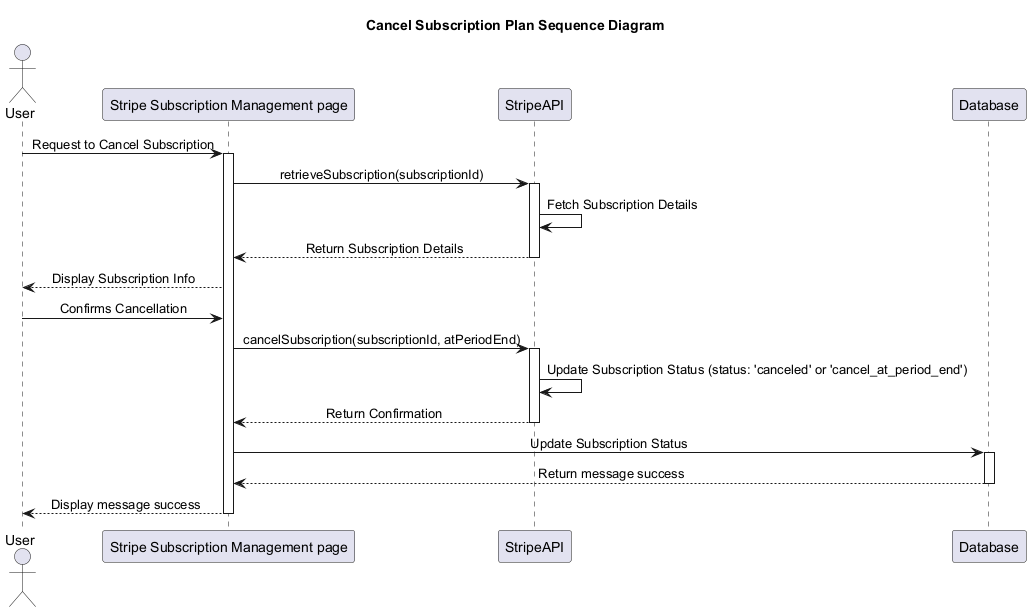 Cancel Subscription Plan Sequence Diagram
User
Stripe Subscription Management page
StripeAPI
Database
Request to Cancel Subscription
retrieveSubscription(subscriptionId)
Fetch Subscription Details
Return Subscription Details
Display Subscription Info
Confirms Cancellation
cancelSubscription(subscriptionId, atPeriodEnd)
Update Subscription Status (status: 'canceled' or 'cancel_at_period_end')
Return Confirmation
Update Subscription Status
Return message success
Display message success
User
Stripe Subscription Management page
StripeAPI
Database